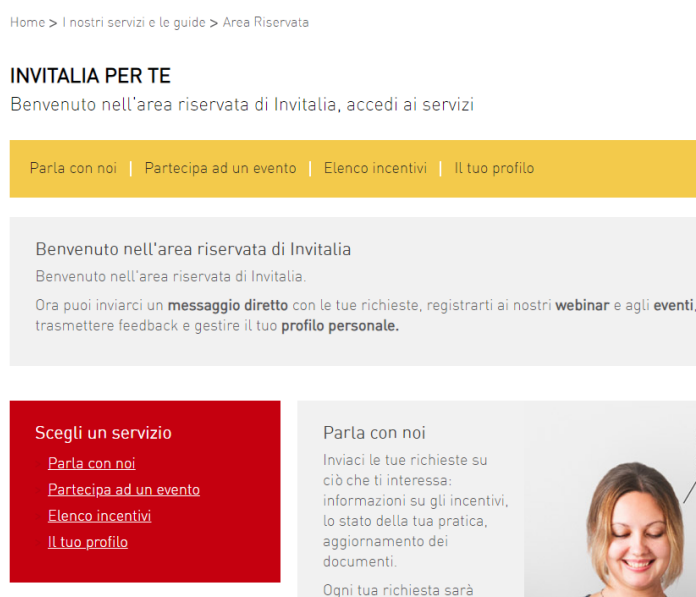 Home > I nostri servizi e le guide > Area Riservata
INVITALIA PER TE
Benvenuto nell'area riservata di Invitalia, accedi ai servizi
Parla con noi | Partecipa ad un evento | Elenco incentivi | Il tuo profilo
Benvenuto nell'area riservata di Invitalia
Benvenuto nell'area riservata di Invitalia.
Ora puoi inviarci un messaggio diretto con le tue richieste, registrarti ai nostri webinar e agli eventi,
trasmettere feedback e gestire il tuo profilo personale.
Scegli un servizio
Parla con noi
Partecipa ad un evento
Elenco incentivi
Il tuo profilo
Parla con noi
Inviaci le tue richieste su
ciò che ti interessa:
informazioni su gli incentivi,
lo stato della tua pratica,
aggiornamento dei
documenti.
Ogni tua richiesta sarà